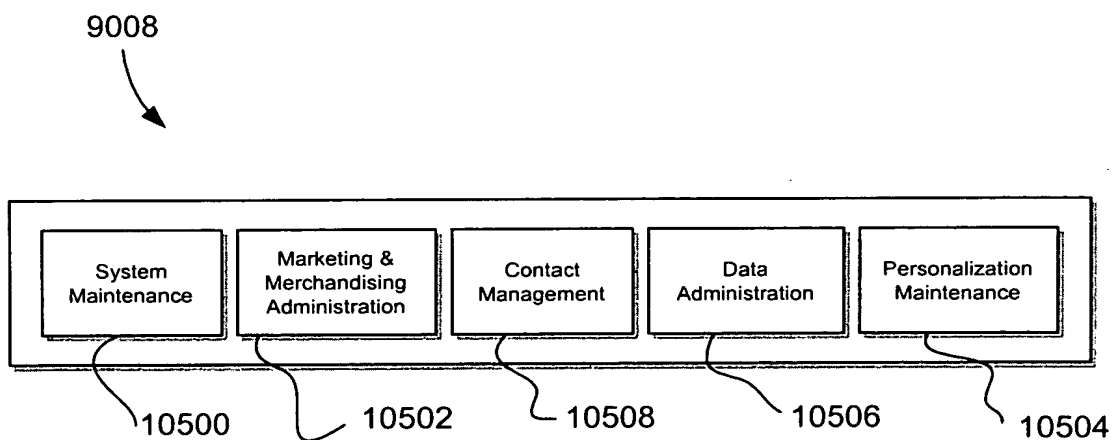 9008
System
Maintenance
Marketing &
Merchandising
Administration
Contact
Management
Data
Administration
Personalization
Maintenance
10500
10502
10508
10506
10504